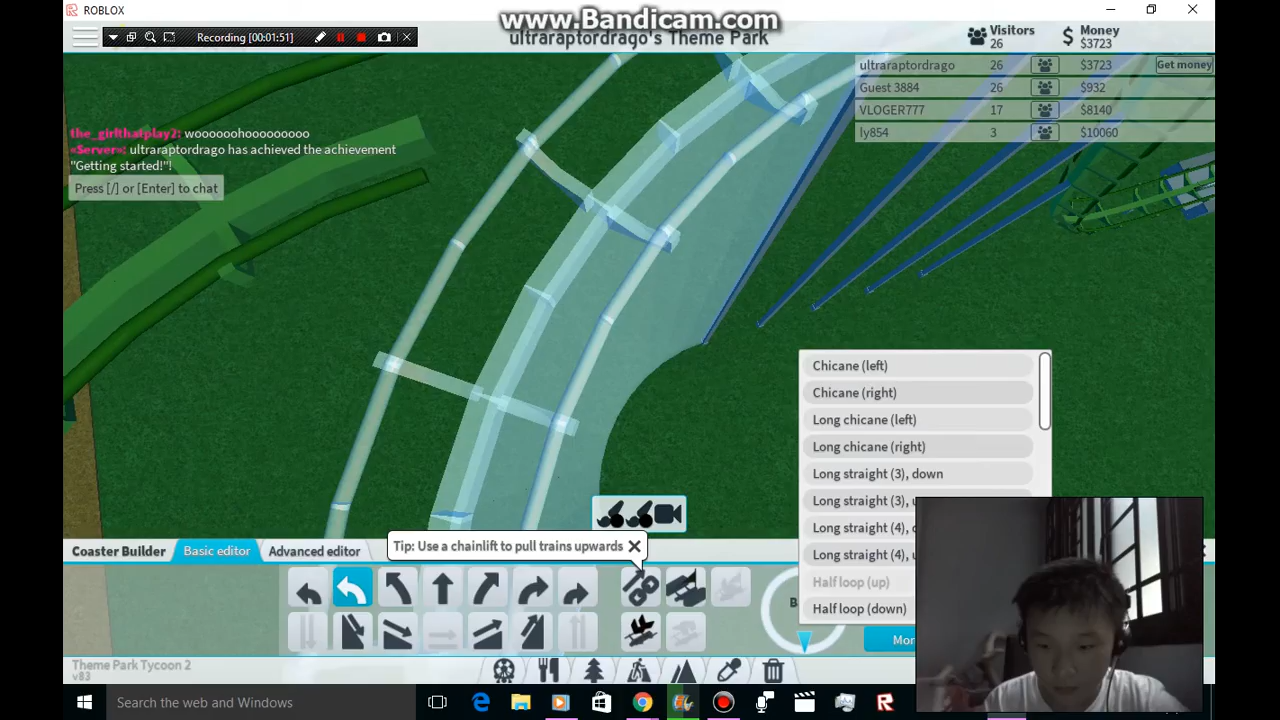 ROBLOX
www.Bandicam.com
Recording [00:01:51]
ultraraptordrago's Theme Park
Visitors
26
Money
$3723
ultraraptordrago 26 $3723 Get money
Guest 3884 26 $932
VLOGER777 17 $8140
ly854 3 $10060
the_girlthatplay2: woooooohooooooooo
«Server»: ultraraptordrago has achieved the achievement
"Getting started!"!
Press [/] or [Enter] to chat
Chicane (left)
Chicane (right)
Long chicane (left)
Long chicane (right)
Long straight (3), down
Long straight (3), u
Long straight (4), d
Long straight (4), u
Half loop (up)
Half loop (down)
Tip: Use a chainlift to pull trains upwards
Coaster Builder
Basic editor
Advanced editor
B
Mor
Theme Park Tycoon 2
v83
Search the web and Windows